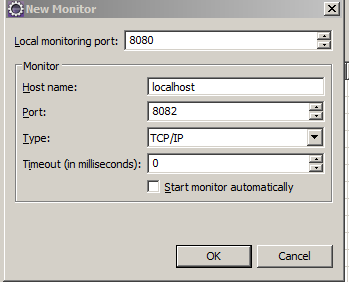 New Monitor
Local monitoring port: 8080
Monitor
Host name: localhost
Port: 8082
Type: TCP/IP
Timeout (in milliseconds): 0
Start monitor automatically
OK Cancel